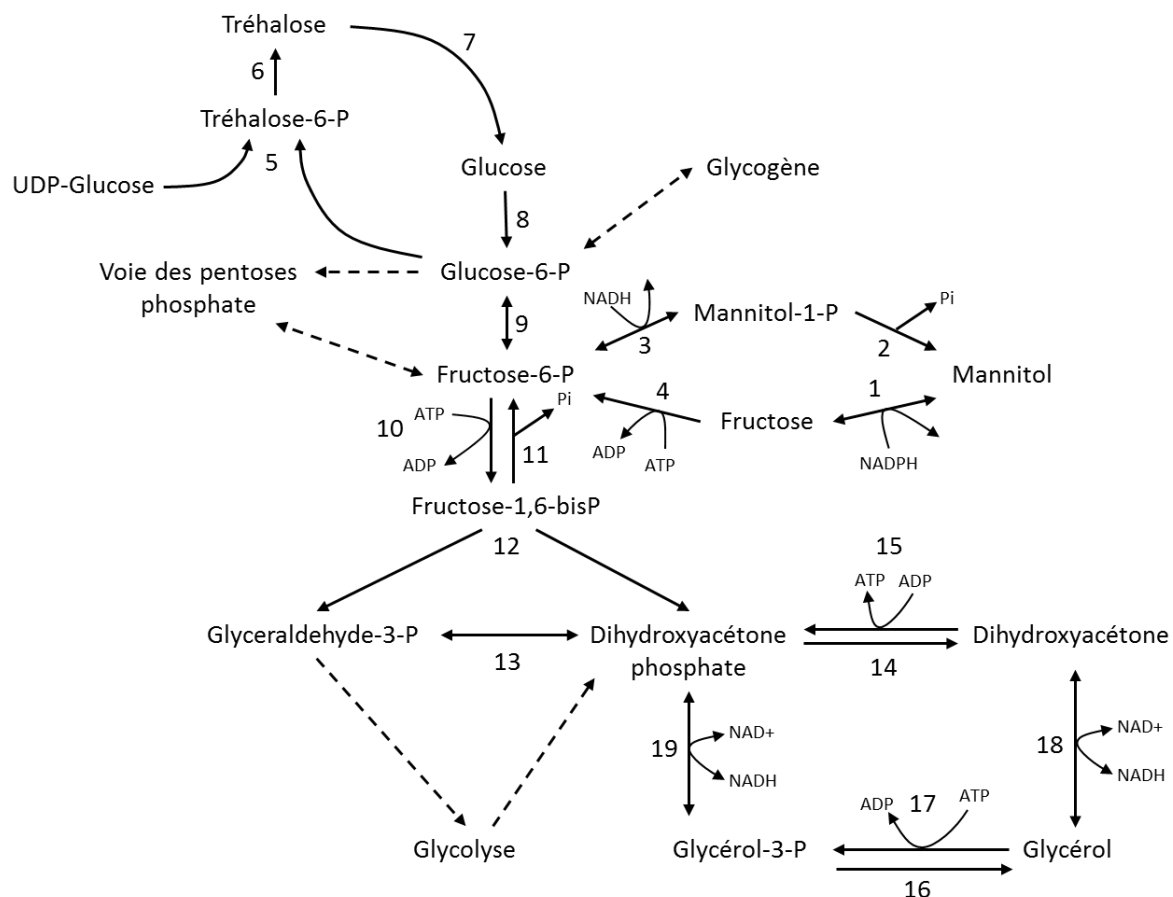 Tréhalose
7
6
Tréhalose-6-P
5
Glucose
Glycogène
UDP-Glucose
8
Voie des pentoses
phosphate
Glucose-6-P
NADH
Mannitol-1-P
Pi
9
3
2
Fructose-6-P
Mannitol
4
1
Pi
ATP
10
Fructose
11
ADP
ADP
ATP
NADPH
Fructose-1,6-bisP
12
15
ATP
ADP
Glyceraldehyde-3-P
Dihydroxyacétone
phosphate
Dihydroxyacétone
13
14
NAD+
NAD+
19
18
NADH
NADH
ADP
17
ATP
Glycolyse
Glycérol-3-P
Glycérol
16